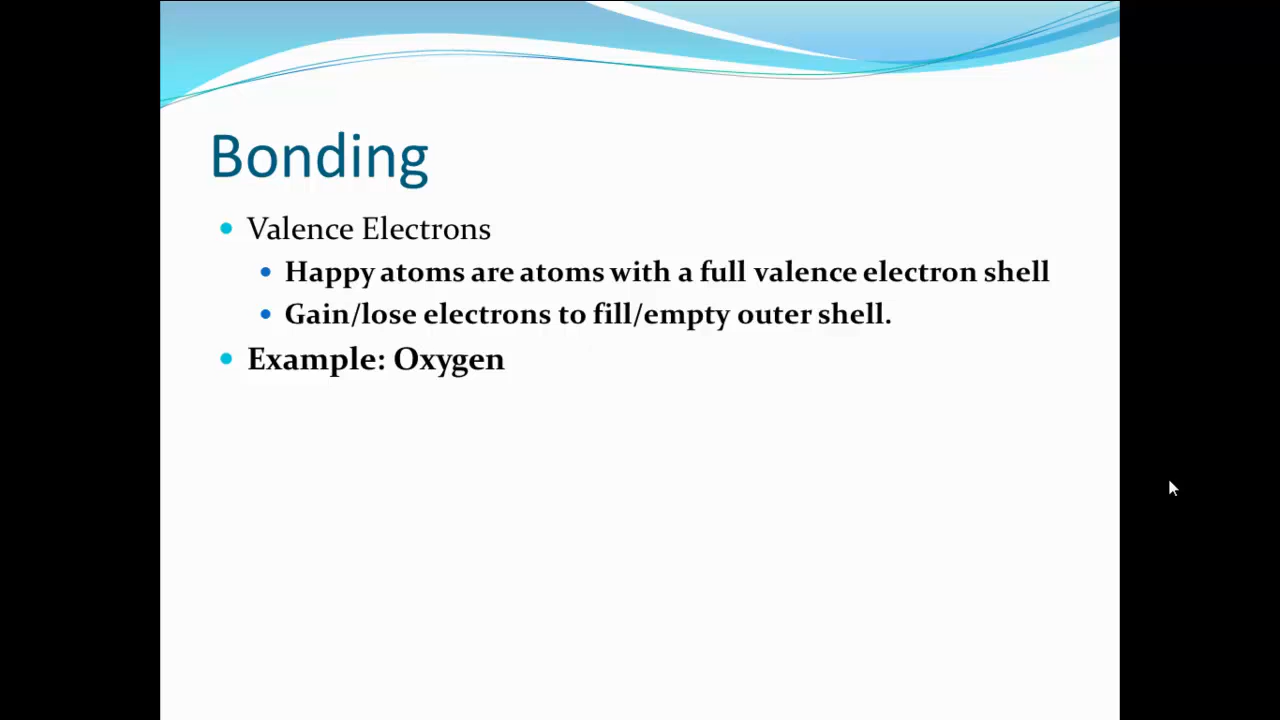 Bonding
Valence Electrons
Happy atoms are atoms with a full valence electron shell
Gain/lose electrons to fill/empty outer shell.
Example: Oxygen